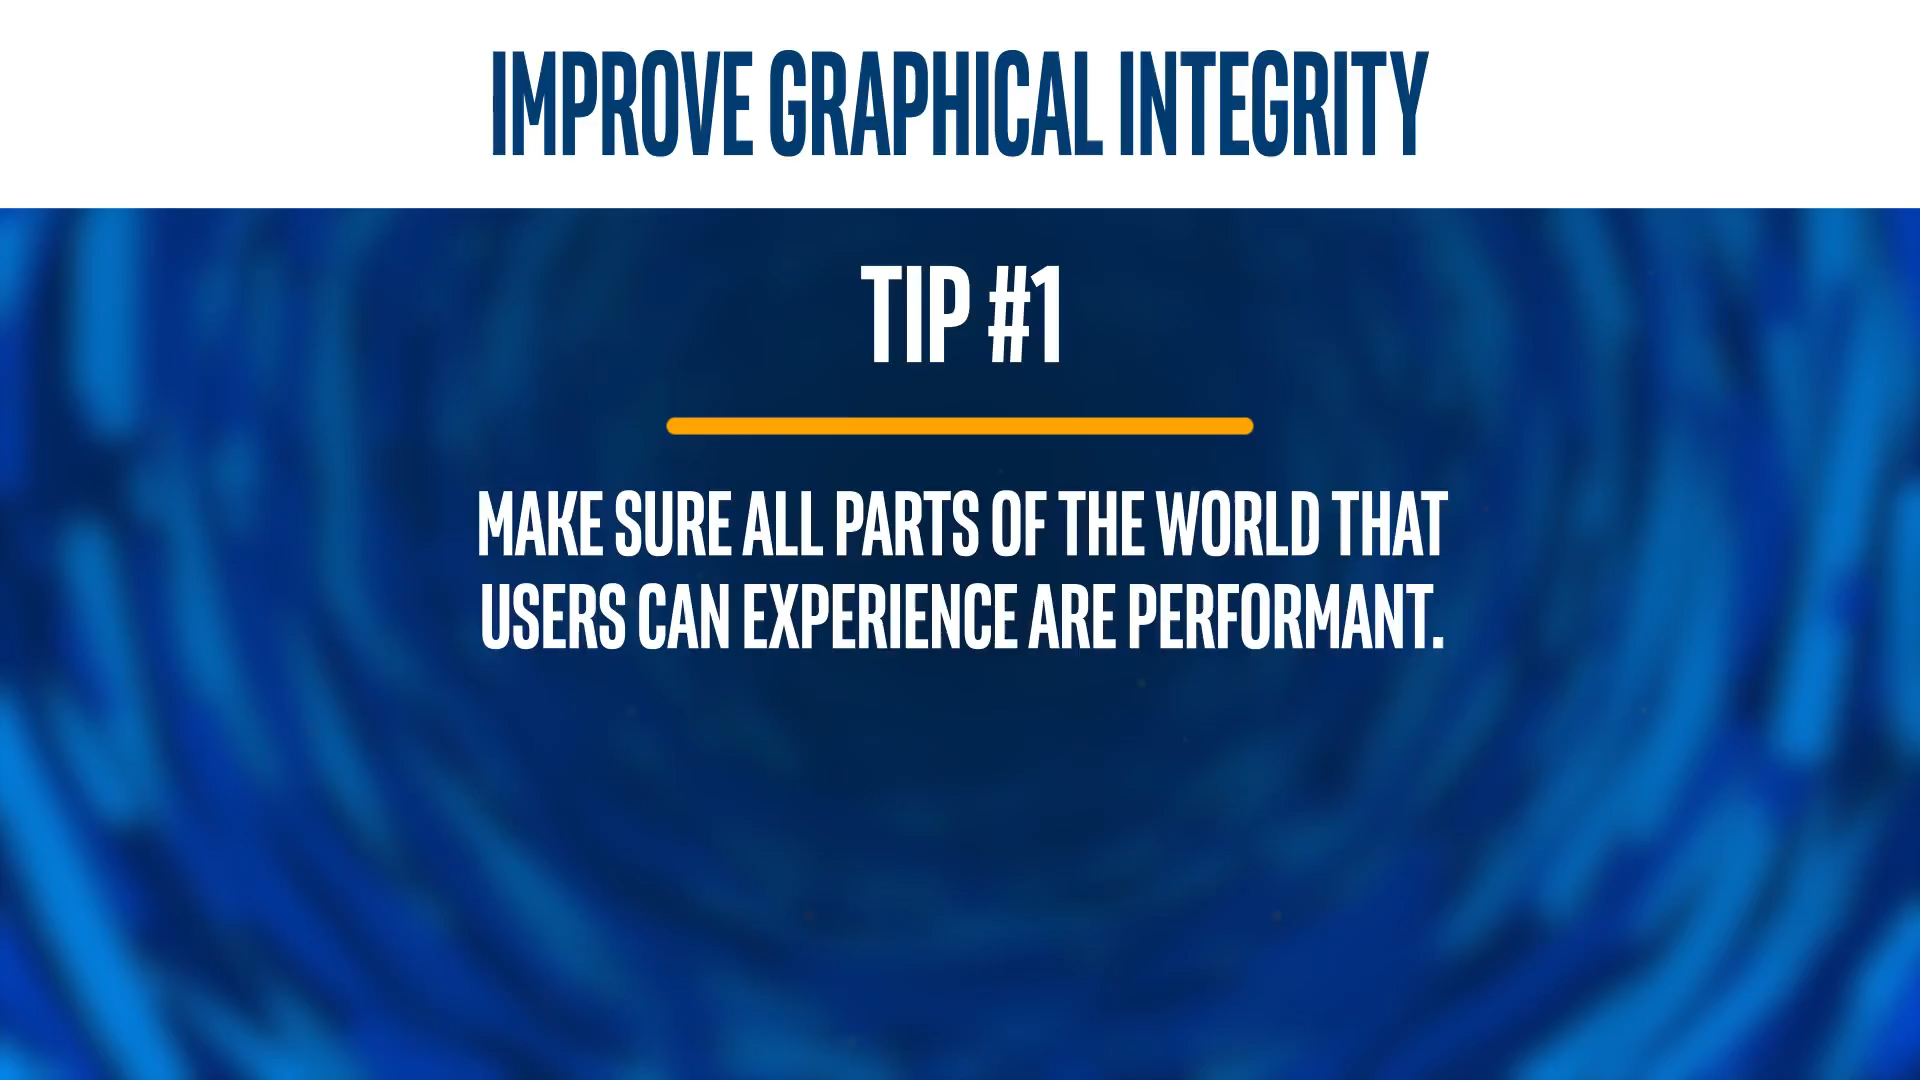 IMPROVE GRAPHICAL INTEGRITY
TIP #1
MAKE SURE ALL PARTS OF THE WORLD THAT
USERS CAN EXPERIENCE ARE PERFORMANT.